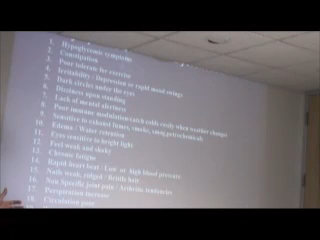 1. Hypoglycemic symptoms
2. Constipation
3. Poor tolerate for exercise
4. Irritability / Depression or rapid mood swings
5. Dark circles under the eyes
6. Dizziness upon standing
7. Lack of mental alertness
8. Poor immune modulation/catch colds easily when weather changes
9. Sensitive to exhaust fumes, smoke, smog, petrochemicals
10. Edema / Water retention
11. Eyes sensitive to bright light
12. Feel weak and shaky
13. Chronic fatigue
14. Rapid heart beat / Low or high blood pressure
15. Nails weak, ridged / Brittle hair
16. Non Specific joint pain / Arthritic tendencies
17. Perspiration increase
18. Circulation poor